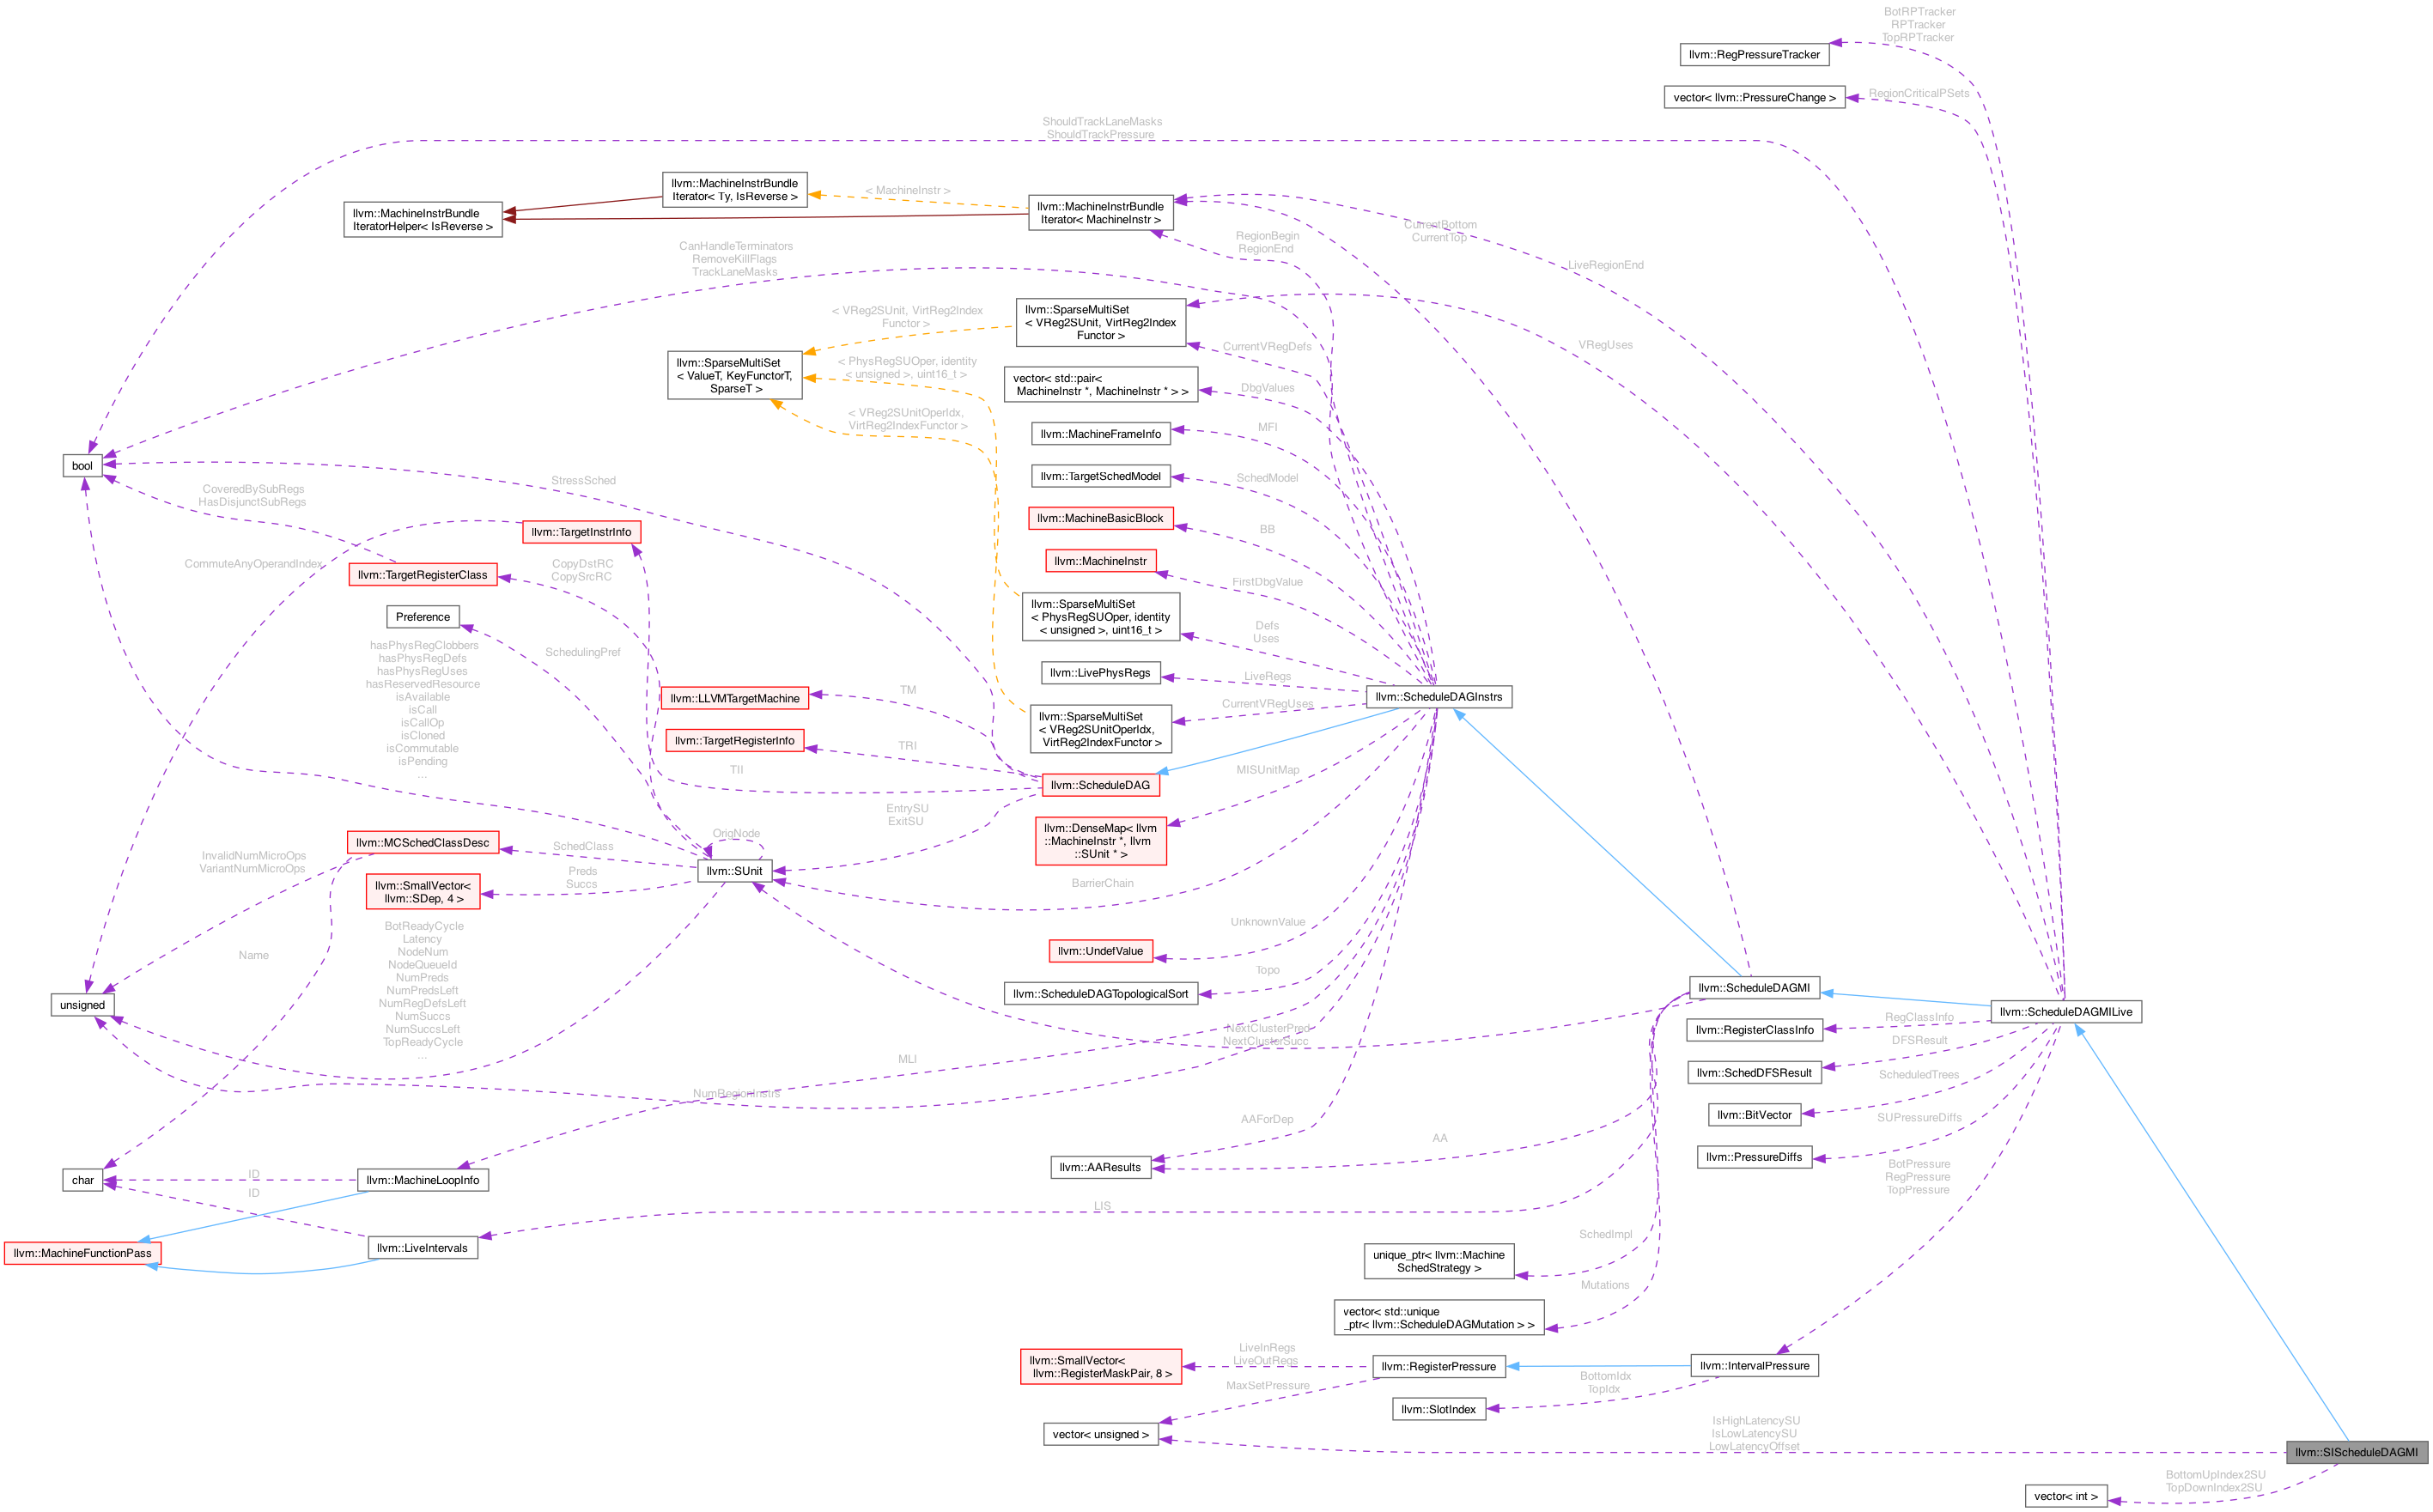 BotRPTracker
RPTracker
TopRPTracker
llvm::RegPressureTracker
vector< llvm::PressureChange >
RegionCriticalPSets
ShouldTrackLaneMasks
ShouldTrackPressure
llvm::MachineInstrBundle
Iterator< Ty, IsReverse >
< MachineInstr >
llvm::MachineInstrBundle
IteratorHelper< IsReverse >
llvm::MachineInstrBundle
Iterator< MachineInstr >
CurrentBottom
CurrentTop
RegionBegin
RegionEnd
CanHandleTerminators
RemoveKillFlags
TrackLaneMasks
LiveRegionEnd
llvm::SparseMultiSet
< VReg2SUnit, VirtReg2Index
Functor >
< VReg2SUnit, VirtReg2Index
Functor >
CurrentVRegDefs
VRegUses
llvm::SparseMultiSet
< ValueT, KeyFunctorT,
SparseT >
< PhysRegSUOper, identity
< unsigned >, uint16_t >
vector< std::pair<
MachineInstr *, MachineInstr * > >
DbgValues
< VReg2SUnitOperIdx,
VirtReg2IndexFunctor >
llvm::MachineFrameInfo
MFI
bool
StressSched
llvm::TargetSchedModel
SchedModel
CoveredBySubRegs
HasDisjunctSubRegs
llvm::TargetInstrInfo
llvm::MachineBasicBlock
BB
CommuteAnyOperandIndex
llvm::TargetRegisterClass
CopyDstRC
CopySrcRC
llvm::MachineInstr
FirstDbgValue
Preference
llvm::SparseMultiSet
< PhysRegSUOper, identity
< unsigned >, uint16_t >
Defs
Uses
hasPhysRegClobbers
hasPhysRegDefs
hasPhysRegUses
hasReservedResource
isAvailable
isCall
isCallOp
isCloned
isCommutable
isPending
...
SchedulingPref
llvm::LivePhysRegs
LiveRegs
llvm::LLVMTargetMachine
TM
llvm::ScheduleDAGInstrs
llvm::SparseMultiSet
< VReg2SUnitOperIdx,
VirtReg2IndexFunctor >
CurrentVRegUses
llvm::TargetRegisterInfo
TRI
TII
llvm::ScheduleDAG
MISUnitMap
EntrySU
ExitSU
llvm::DenseMap< llvm
::MachineInstr *, llvm
::SUnit * >
OrigNode
llvm::MCSchedClassDesc
SchedClass
InvalidNumMicroOps
VariantNumMicroOps
llvm::SUnit
Preds
Succs
llvm::SmallVector<
llvm::SDep, 4 >
BarrierChain
BotReadyCycle
Latency
NodeNum
NodeQueueId
NumPreds
NumPredsLeft
NumRegDefsLeft
NumSuccs
NumSuccsLeft
TopReadyCycle
...
Name
UnknownValue
llvm::UndefValue
Topo
llvm::ScheduleDAGTopologicalSort
unsigned
llvm::ScheduleDAGMI
llvm::ScheduleDAGMILive
NextClusterPred
NextClusterSucc
llvm::RegisterClassInfo
RegClassInfo
MLI
DFSResult
llvm::SchedDFSResult
ScheduledTrees
NumRegionInstrs
llvm::BitVector
SUPressureDiffs
AAForDep
AA
llvm::PressureDiffs
llvm::AAResults
char
ID
ID
llvm::MachineLoopInfo
BotPressure
RegPressure
TopPressure
LIS
llvm::MachineFunctionPass
llvm::LiveIntervals
SchedImpl
unique_ptr< llvm::Machine
SchedStrategy >
Mutations
vector< std::unique
_ptr< llvm::ScheduleDAGMutation > >
LiveInRegs
LiveOutRegs
llvm::SmallVector<
llvm::RegisterMaskPair, 8 >
llvm::RegisterPressure
llvm::IntervalPressure
MaxSetPressure
BottomIdx
TopIdx
llvm::SlotIndex
vector< unsigned >
IsHighLatencySU
IsLowLatencySU
LowLatencyOffset
llvm::SIScheduleDAGMI
BottomUpIndex2SU
TopDownIndex2SU
vector< int >